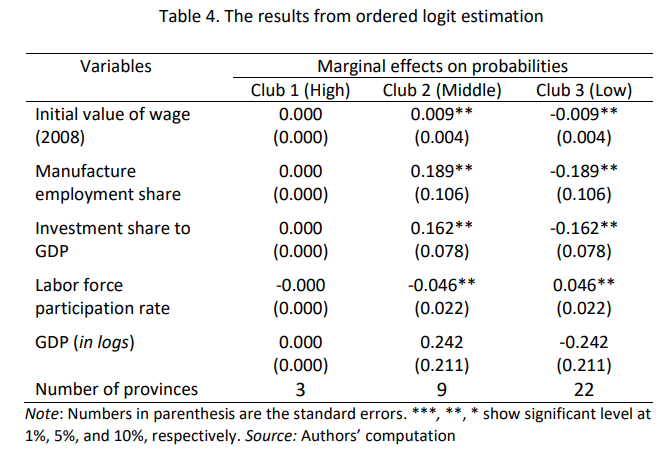 Table 4. The results from ordered logit estimation
Variables Marginal effects on probabilities
Club 1 (High) Club 2 (Middle) Club 3 (Low)
Initial value of wage 0.000 0.009** -0.009**
(2008) (0.000) (0.004) (0.004)
Manufacture 0.000 0.189** -0.189**
employment share (0.000) (0.106) (0.106)
Investment share to 0.000 0.162** -0.162**
GDP (0.000) (0.078) (0.078)
Labor force -0.000 -0.046** 0.046**
participation rate (0.000) (0.022) (0.022)
GDP (in logs) 0.000 0.242 -0.242
(0.000) (0.211) (0.211)
Number of provinces 3 9 22
Note: Numbers in parenthesis are the standard errors. ***, **, * show significant level at
1%, 5%, and 10%, respectively. Source: Authors' computation